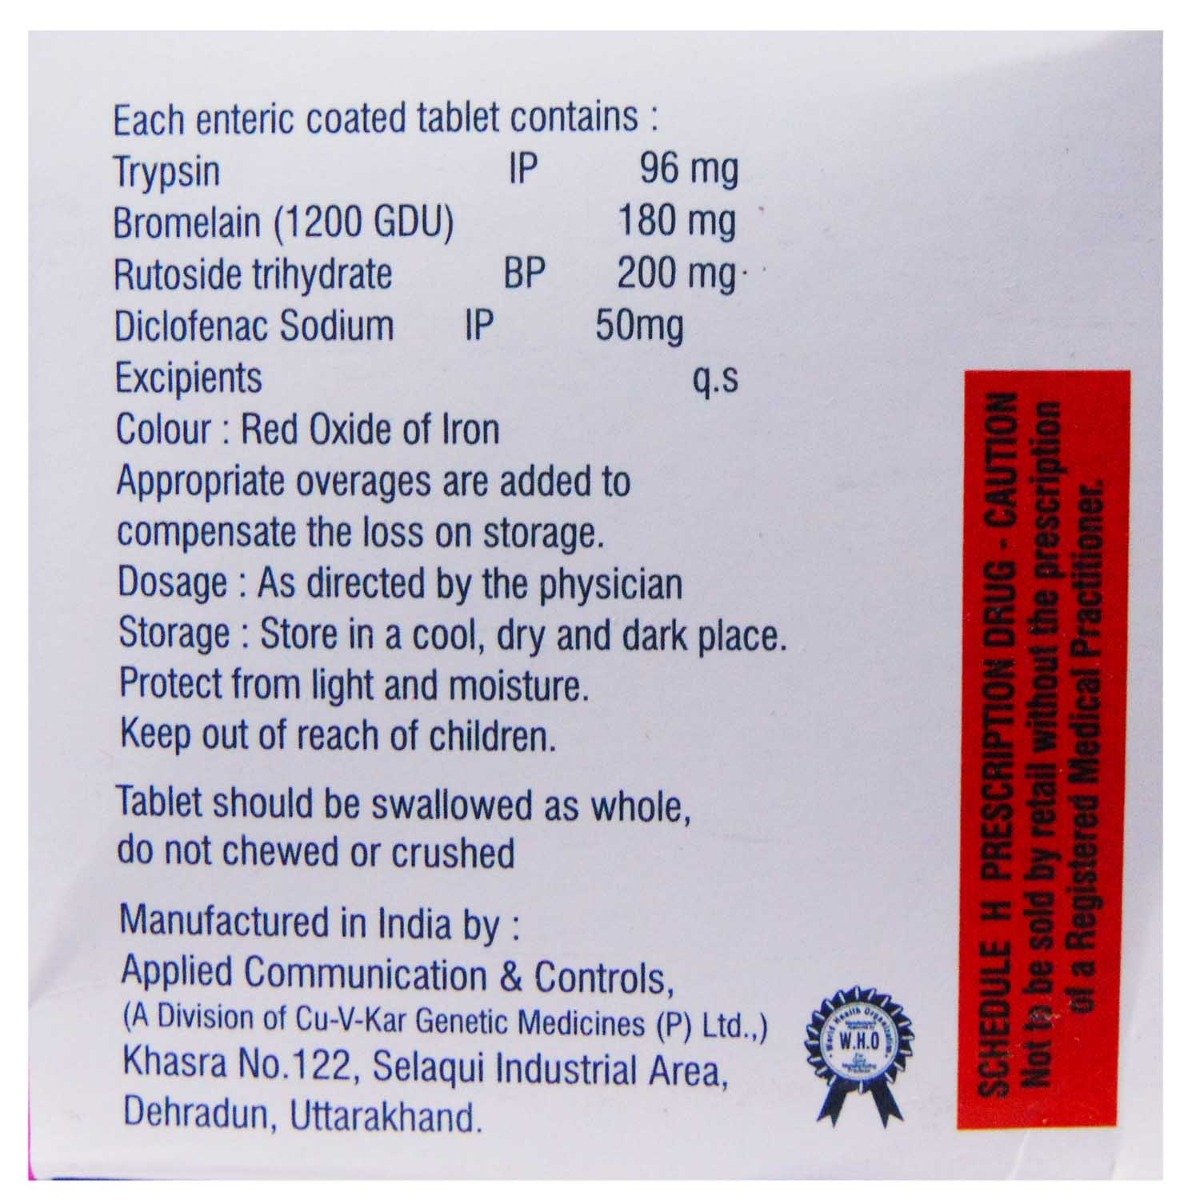 Each enteric coated tablet contains :
Trypsin IP 96 mg
Bromelain (1200 GDU) 180 mg
Rutoside trihydrate BP 200 mg
Diclofenac Sodium IP 50mg
Excipients q.s
Colour : Red Oxide of Iron
Appropriate overages are added to
compensate the loss on storage.
Dosage : As directed by the physician
Storage : Store in a cool, dry and dark place.
Protect from light and moisture.
Keep out of reach of children.
Tablet should be swallowed as whole,
do not chewed or crushed
Manufactured in India by :
Applied Communication & Controls,
(A Division of Cu-V-Kar Genetic Medicines (P) Ltd.,)
Khasra No.122, Selaqui Industrial Area,
Dehradun, Uttarakhand.
World Health Organization
W.H.O
SCHEDULE H PRESCRIPTION DRUG - CAUTION
Not to be sold by retail without the prescription
of a Registered Medical Practitioner.